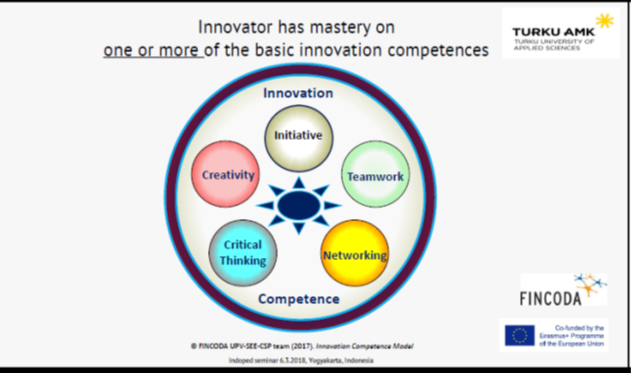 Innovator has mastery on
one or more of the basic innovation competences
TURKU AMK
TURKU UNIVERSITY OF
APPLIED SCIENCES
Innovation
Initiative
Creativity
Teamwork
Critical
Thinking
Networking
Competence
FINCODA
Co-funded by the
Erasmus+ Programme
of the European Union
© FINCODA UPV-SEE-CSP team (2017). Innovation Competence Model
Indoped seminar 6.3.2018, Yogyakarta, Indonesia